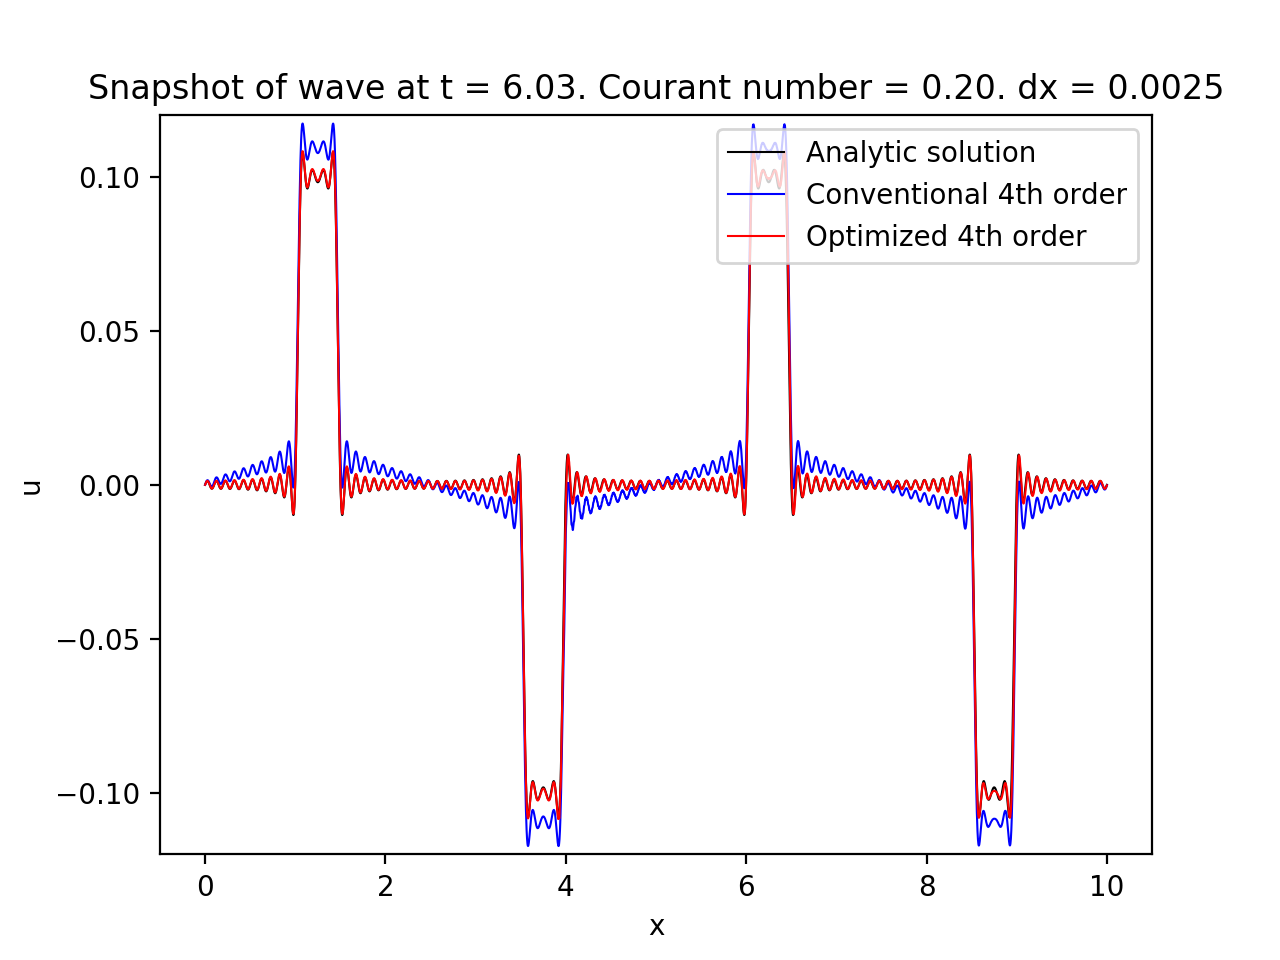 Snapshot of wave at t = 6.03. Courant number = 0.20. dx = 0.0025
Analytic solution
Conventional 4th order
Optimized 4th order
0.10
0.05
0.00
−0.05
−0.10
u
0 2 4 6 8 10
x